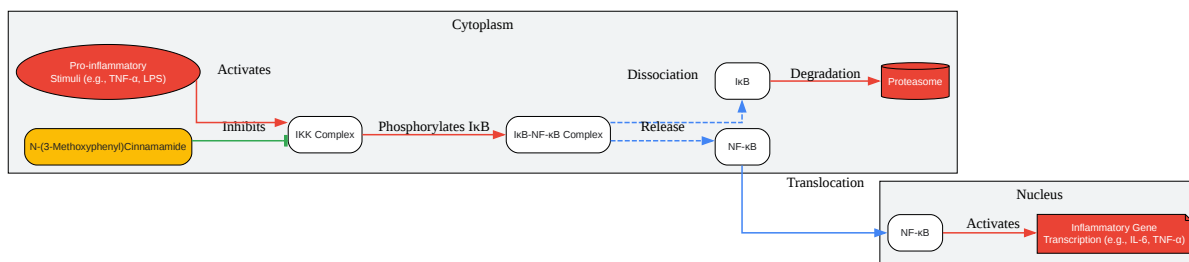 Cytoplasm
Pro-inflammatory
Stimuli (e.g., TNF-α, LPS)
Activates
Dissociation
IκB
Degradation
Proteasome
N-(3-Methoxyphenyl)Cinnamamide
Inhibits
IKK Complex
Phosphorylates IκB
IκB-NF-κB Complex
Release
NF-κB
Translocation
Nucleus
NF-κB
Activates
Inflammatory Gene
Transcription (e.g., IL-6, TNF-α)